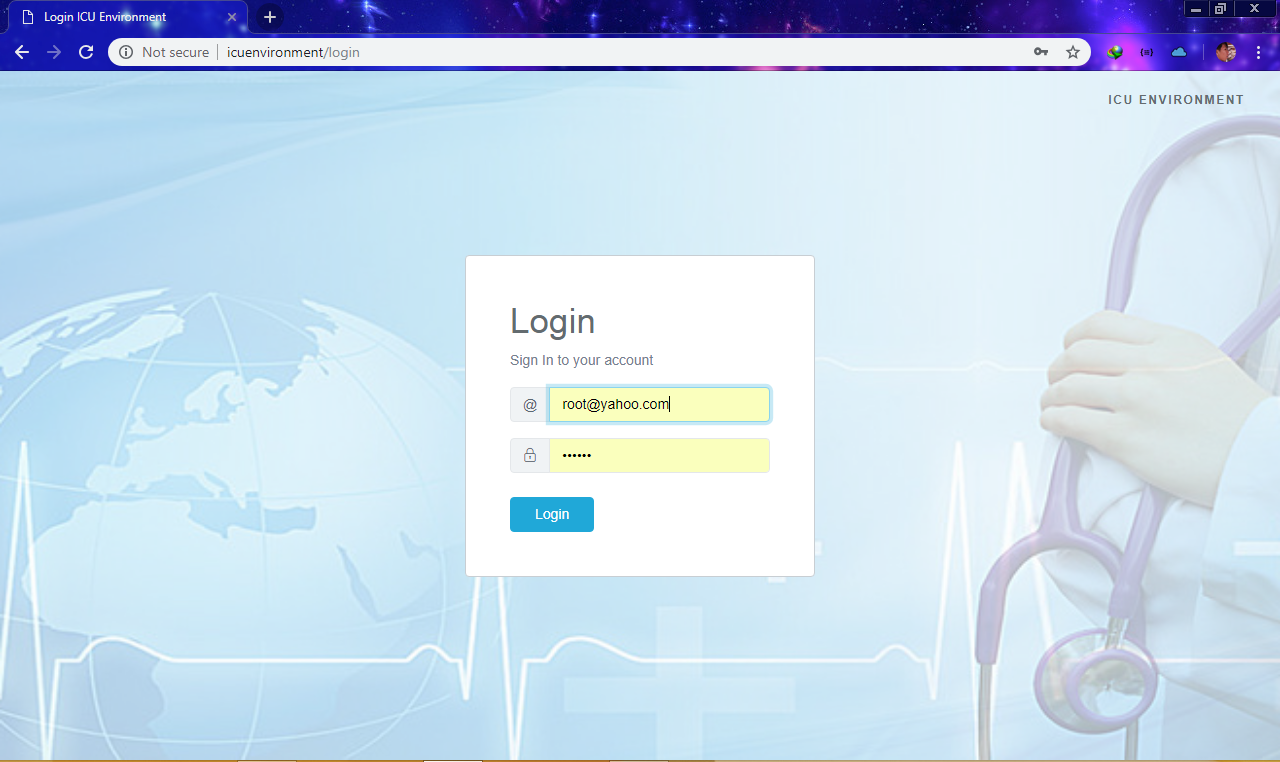 Login ICU Environment
Not secure | icuenvironment/login
ICU ENVIRONMENT
Login
Sign In to your account
@ root@yahoo.com
••••••
Login